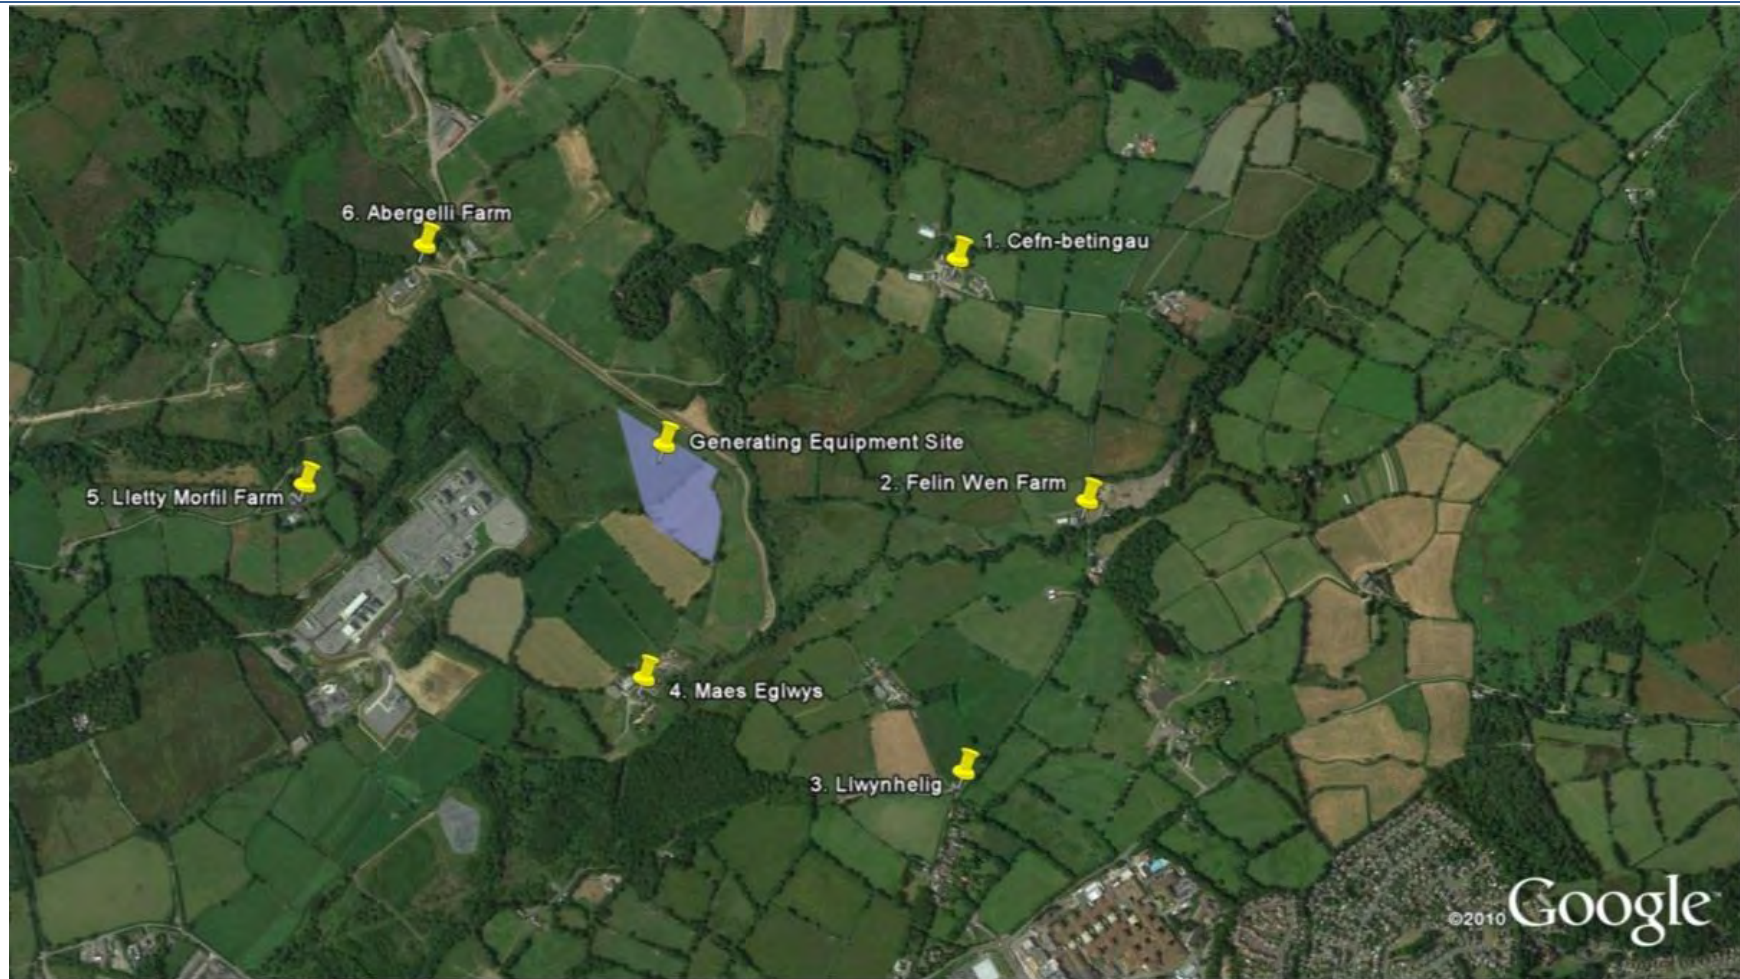 6. Abergelli Farm
1. Cefn-betingau
Generating Equipment Site
2. Felin Wen Farm
5. Lletty Morfil Farm
4. Maes Eglwys
3. Llwynhelig
©2010 Google